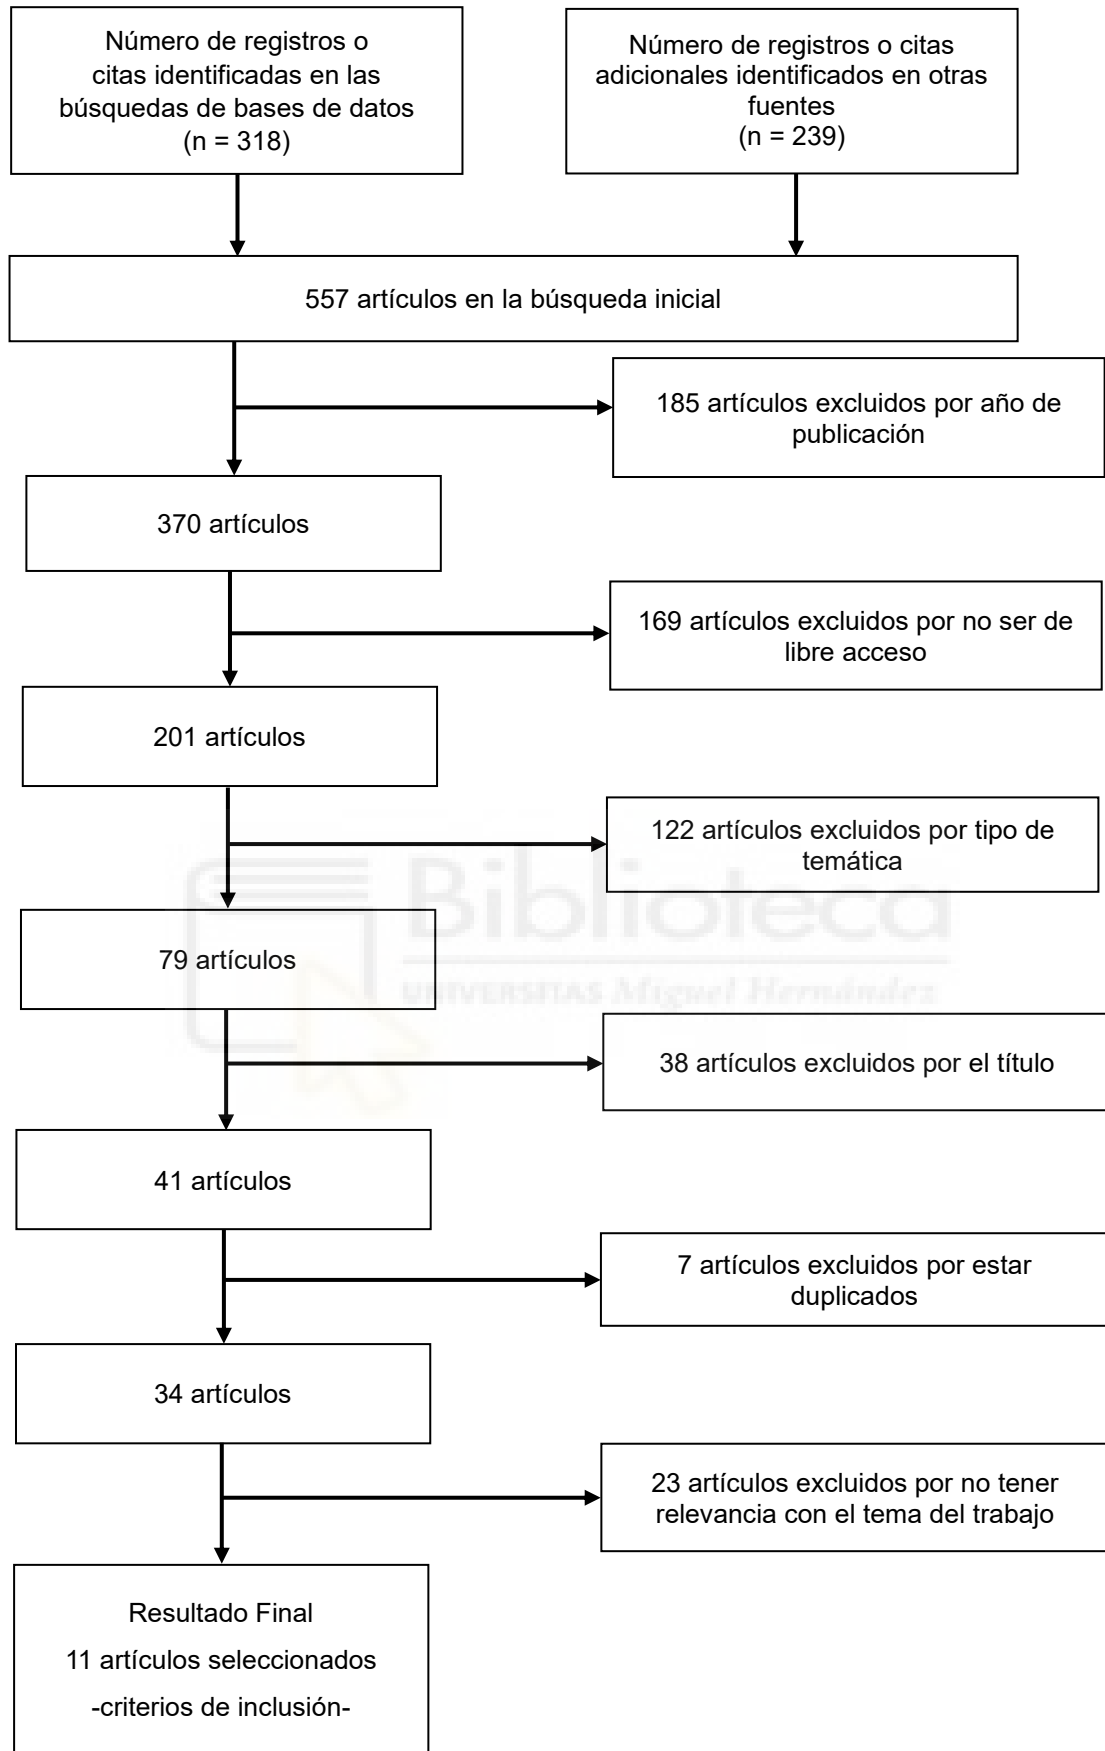 Número de registros o
citas identificadas en las
búsquedas de bases de datos
(n = 318)
Número de registros o citas
adicionales identificados en otras
fuentes
(n = 239)
557 artículos en la búsqueda inicial
185 artículos excluidos por año de
publicación
370 artículos
169 artículos excluidos por no ser de
libre acceso
201 artículos
122 artículos excluidos por tipo de
temática
Biblioteca
UNIVERSITAS Miguel Hernández
79 artículos
38 artículos excluidos por el título
41 artículos
7 artículos excluidos por estar
duplicados
34 artículos
23 artículos excluidos por no tener
relevancia con el tema del trabajo
Resultado Final
11 artículos seleccionados
-criterios de inclusión-